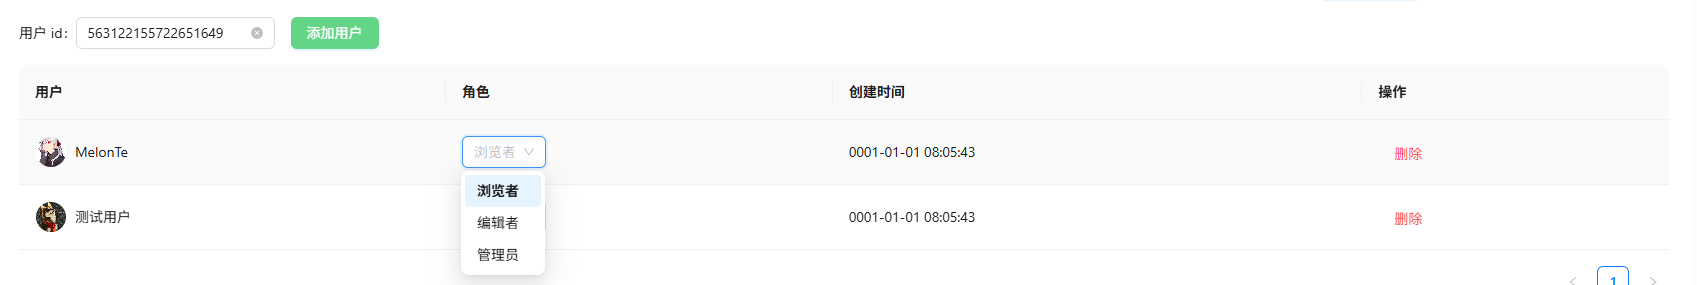 用户 id: 563122155722651649 添加用户
用户 角色 创建时间 操作
MelonTe 浏览者 0001-01-01 08:05:43 删除
浏览者
测试用户 编辑者 0001-01-01 08:05:43 删除
管理员
1